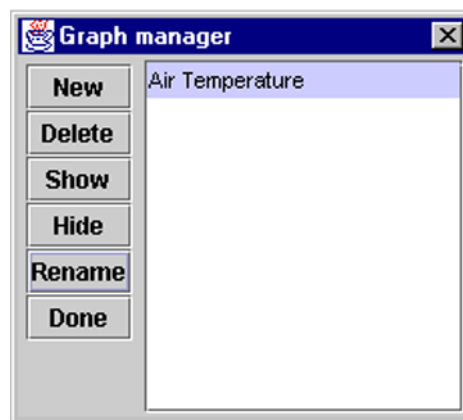 Graph manager
New
Air Temperature
Delete
Show
Hide
Rename
Done